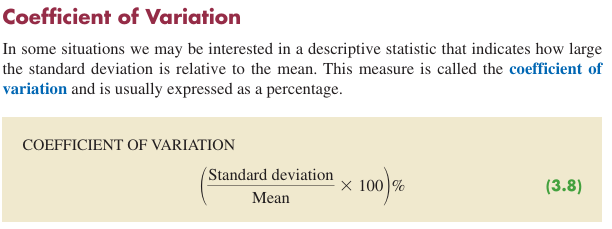 Coefficient of Variation
In some situations we may be interested in a descriptive statistic that indicates how large
the standard deviation is relative to the mean. This measure is called the coefficient of
variation and is usually expressed as a percentage.
COEFFICIENT OF VARIATION
(Standard deviation / Mean × 100)% (3.8)